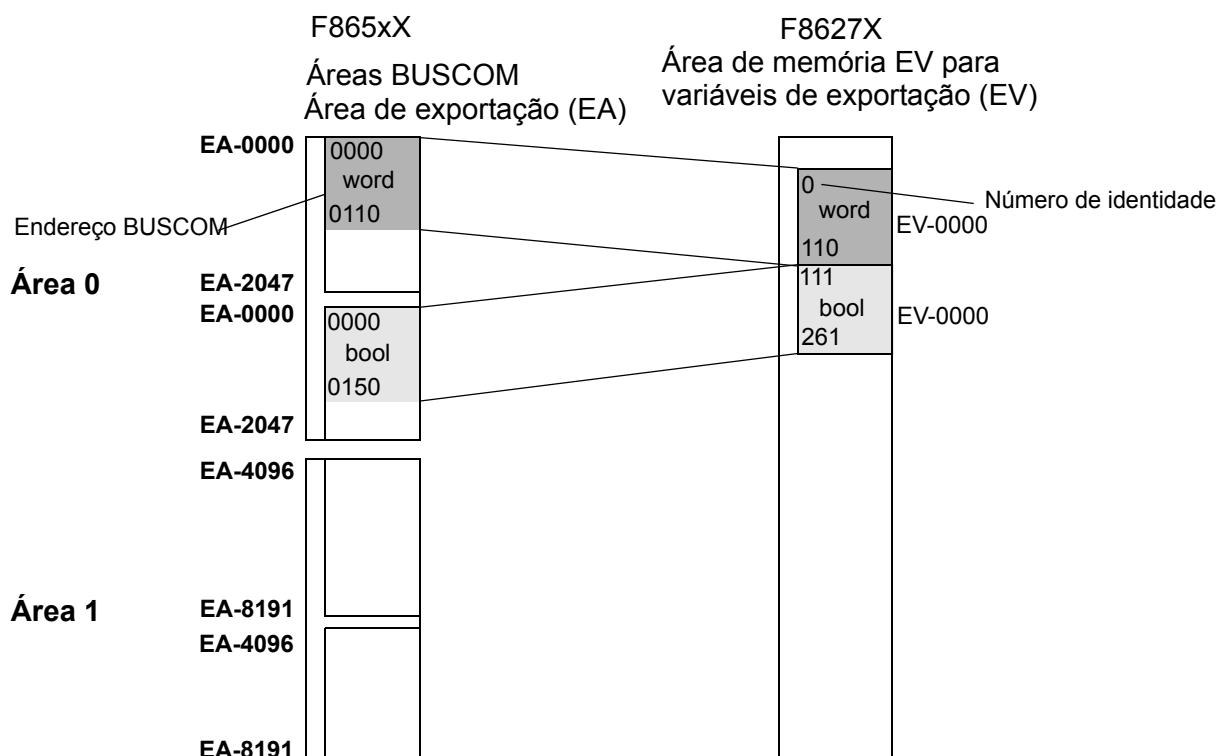 F865xX
F8627X
Áreas BUSCOM
Área de exportação (EA)
Área de memória EV para
variáveis de exportação (EV)
EA-0000
0000
word
0110
Endereço BUSCOM
0
word
110
Número de identidade
EV-0000
Área 0
EA-2047
EA-0000
0000
bool
0150
111
bool
261
EV-0000
EA-2047
EA-4096
Área 1
EA-8191
EA-4096
EA-8191